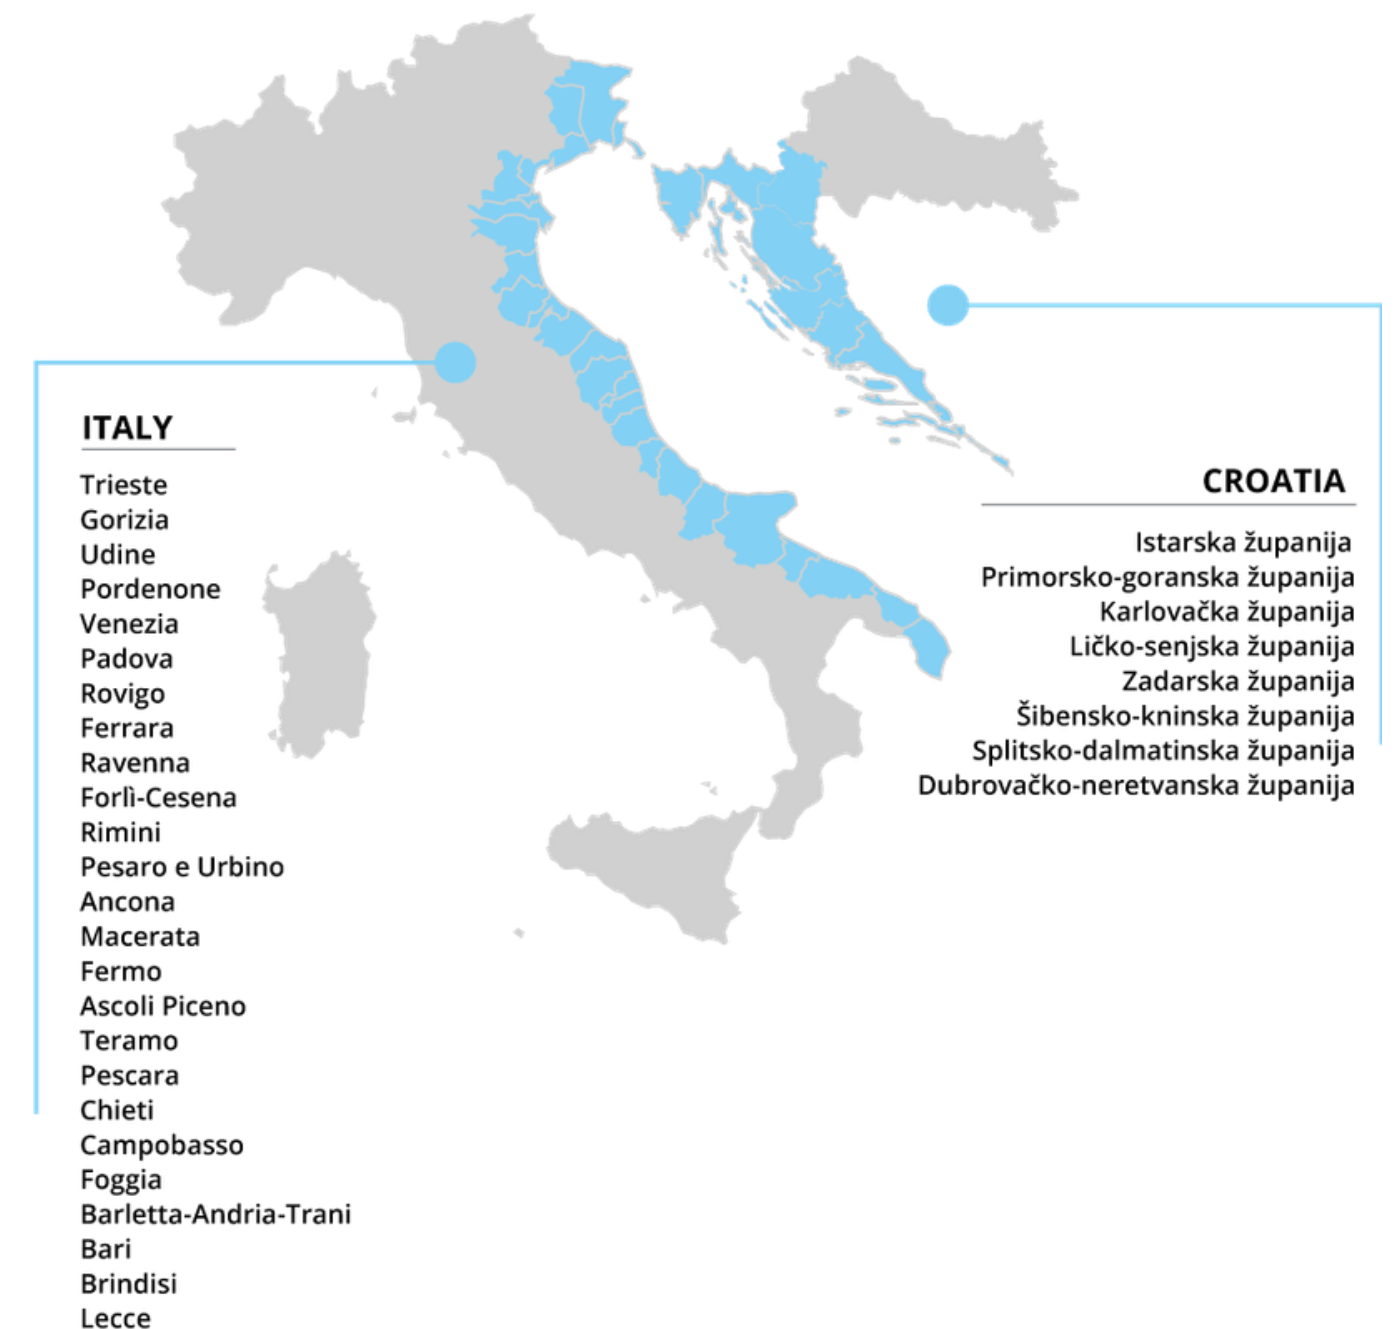 ITALY
Trieste
Gorizia
Udine
Pordenone
Venezia
Padova
Rovigo
Ferrara
Ravenna
Forlì-Cesena
Rimini
Pesaro e Urbino
Ancona
Macerata
Fermo
Ascoli Piceno
Teramo
Pescara
Chieti
Campobasso
Foggia
Barletta-Andria-Trani
Bari
Brindisi
Lecce
CROATIA
Istarska županija
Primorsko-goranska županija
Karlovačka županija
Ličko-senjska županija
Zadarska županija
Šibensko-kninska županija
Splitsko-dalmatinska županija
Dubrovačko-neretvanska županija